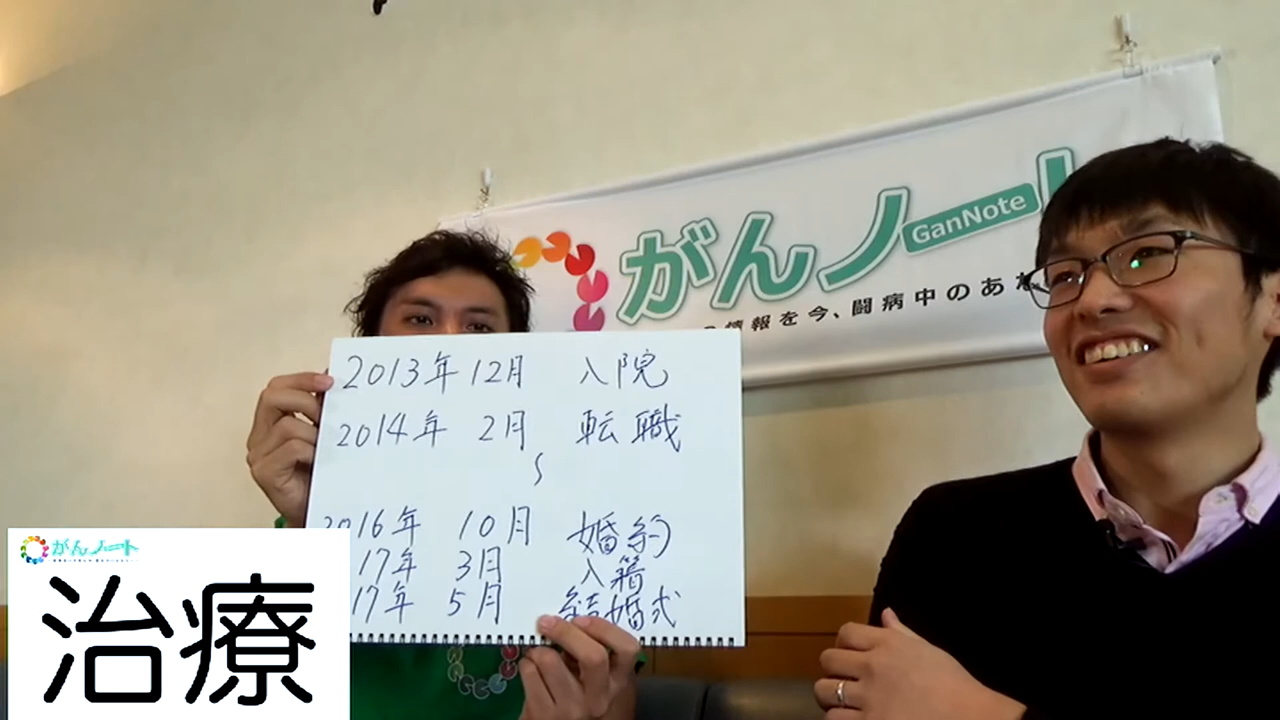 がんノート
GanNote
情報を今、闘病中のあ
2013年 12月 入院
2014年 2月 転職
〜
2016年 10月 婚約
17年 3月 入籍
17年 5月 結婚式
がんノート
治療